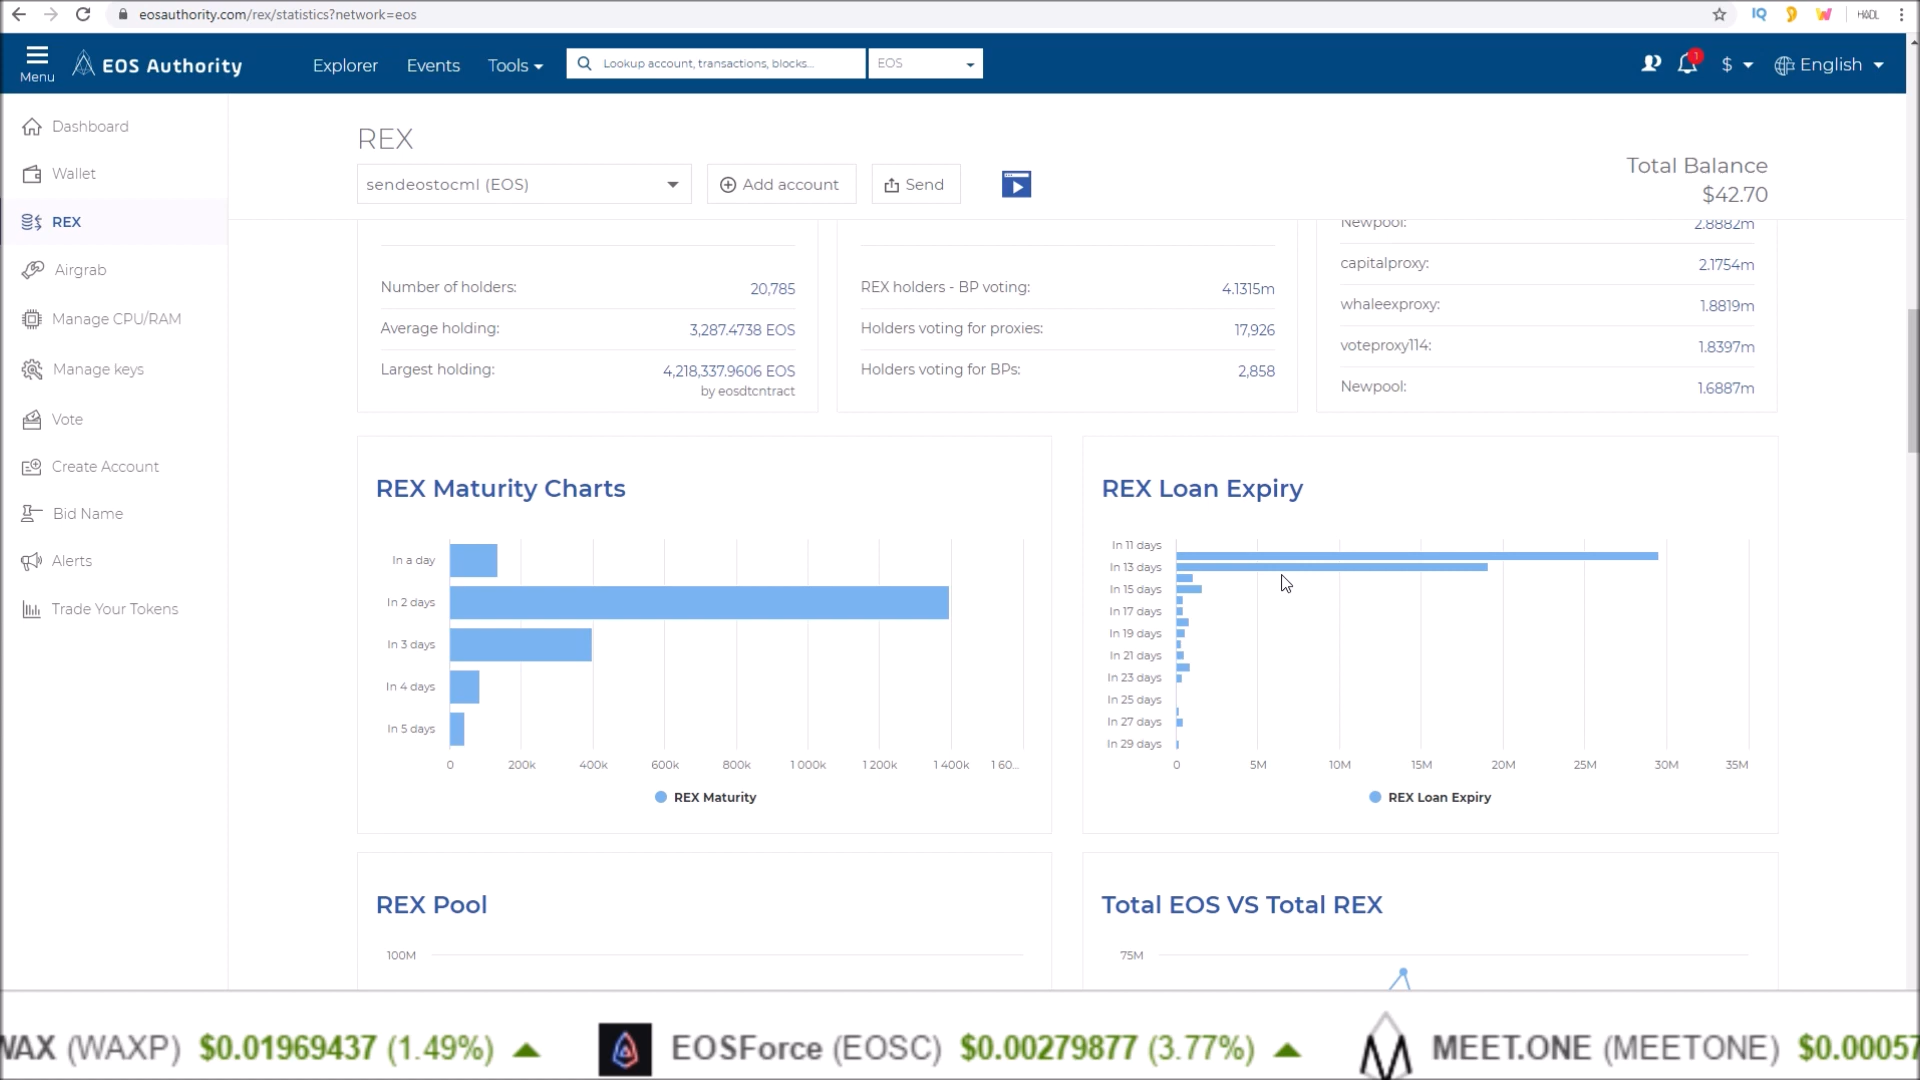 eosauthority.com/rex/statistics?network=eos
IQ
HADL
Menu
EOS Authority
Explorer
Events
Tools
Lookup account, transactions, blocks...
EOS
1
$
English
Dashboard
Wallet
REX
Airgrab
Manage CPU/RAM
Manage keys
Vote
Create Account
Bid Name
Alerts
Trade Your Tokens
REX
sendeostocml (EOS)
Add account
Send
Total Balance
$42.70
Number of holders: 20,785
Average holding: 3,287.4738 EOS
Largest holding: 4,218,337.9606 EOS
by eosdtcntract
REX holders - BP voting: 4.1315m
Holders voting for proxies: 17,926
Holders voting for BPs: 2,858
Newpool: 2.8882m
capitalproxy: 2.1754m
whaleexproxy: 1.8819m
voteproxy114: 1.8397m
Newpool: 1.6887m
REX Maturity Charts
In a day
In 2 days
In 3 days
In 4 days
In 5 days
0 200k 400k 600k 800k 1 000k 1 200k 1 400k 1 60...
REX Maturity
REX Loan Expiry
In 11 days
In 13 days
In 15 days
In 17 days
In 19 days
In 21 days
In 23 days
In 25 days
In 27 days
In 29 days
0 5M 10M 15M 20M 25M 30M 35M
REX Loan Expiry
REX Pool
100M
Total EOS VS Total REX
75M
WAX (WAXP) $0.01969437 (1.49%)
EOSForce (EOSC) $0.00279877 (3.77%)
MEET.ONE (MEETONE) $0.00057